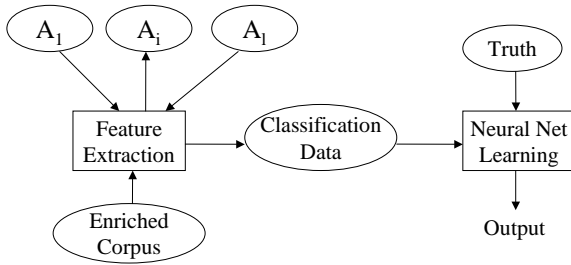 A1 Ai Al
Truth
Feature
Extraction
Classification
Data
Neural Net
Learning
Enriched
Corpus
Output